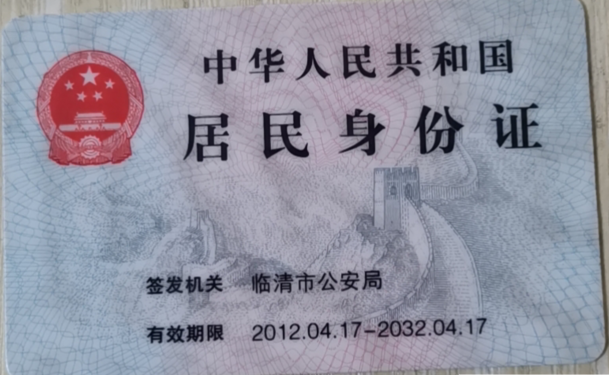 中华人民共和国
居民身份证
签发机关 临清市公安局
有效期限 2012.04.17-2032.04.17